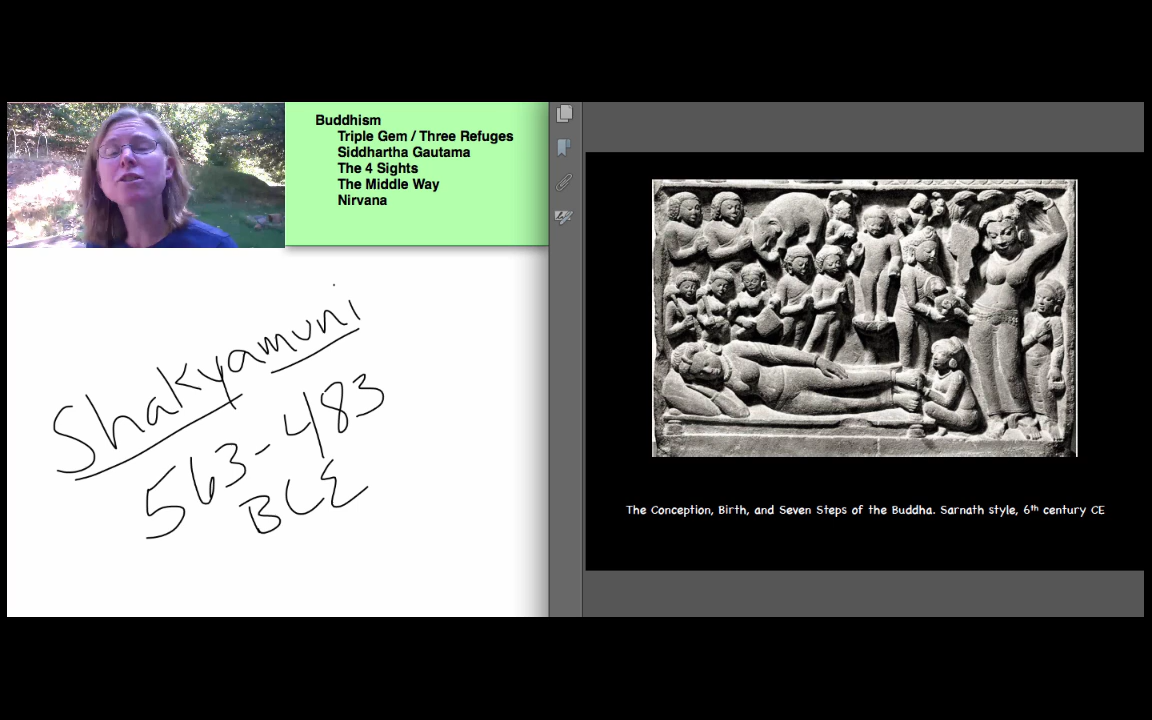 Buddhism
Triple Gem / Three Refuges
Siddhartha Gautama
The 4 Sights
The Middle Way
Nirvana
Shakyamuni
563-483
BCE
The Conception, Birth, and Seven Steps of the Buddha. Sarnath style, 6th century CE